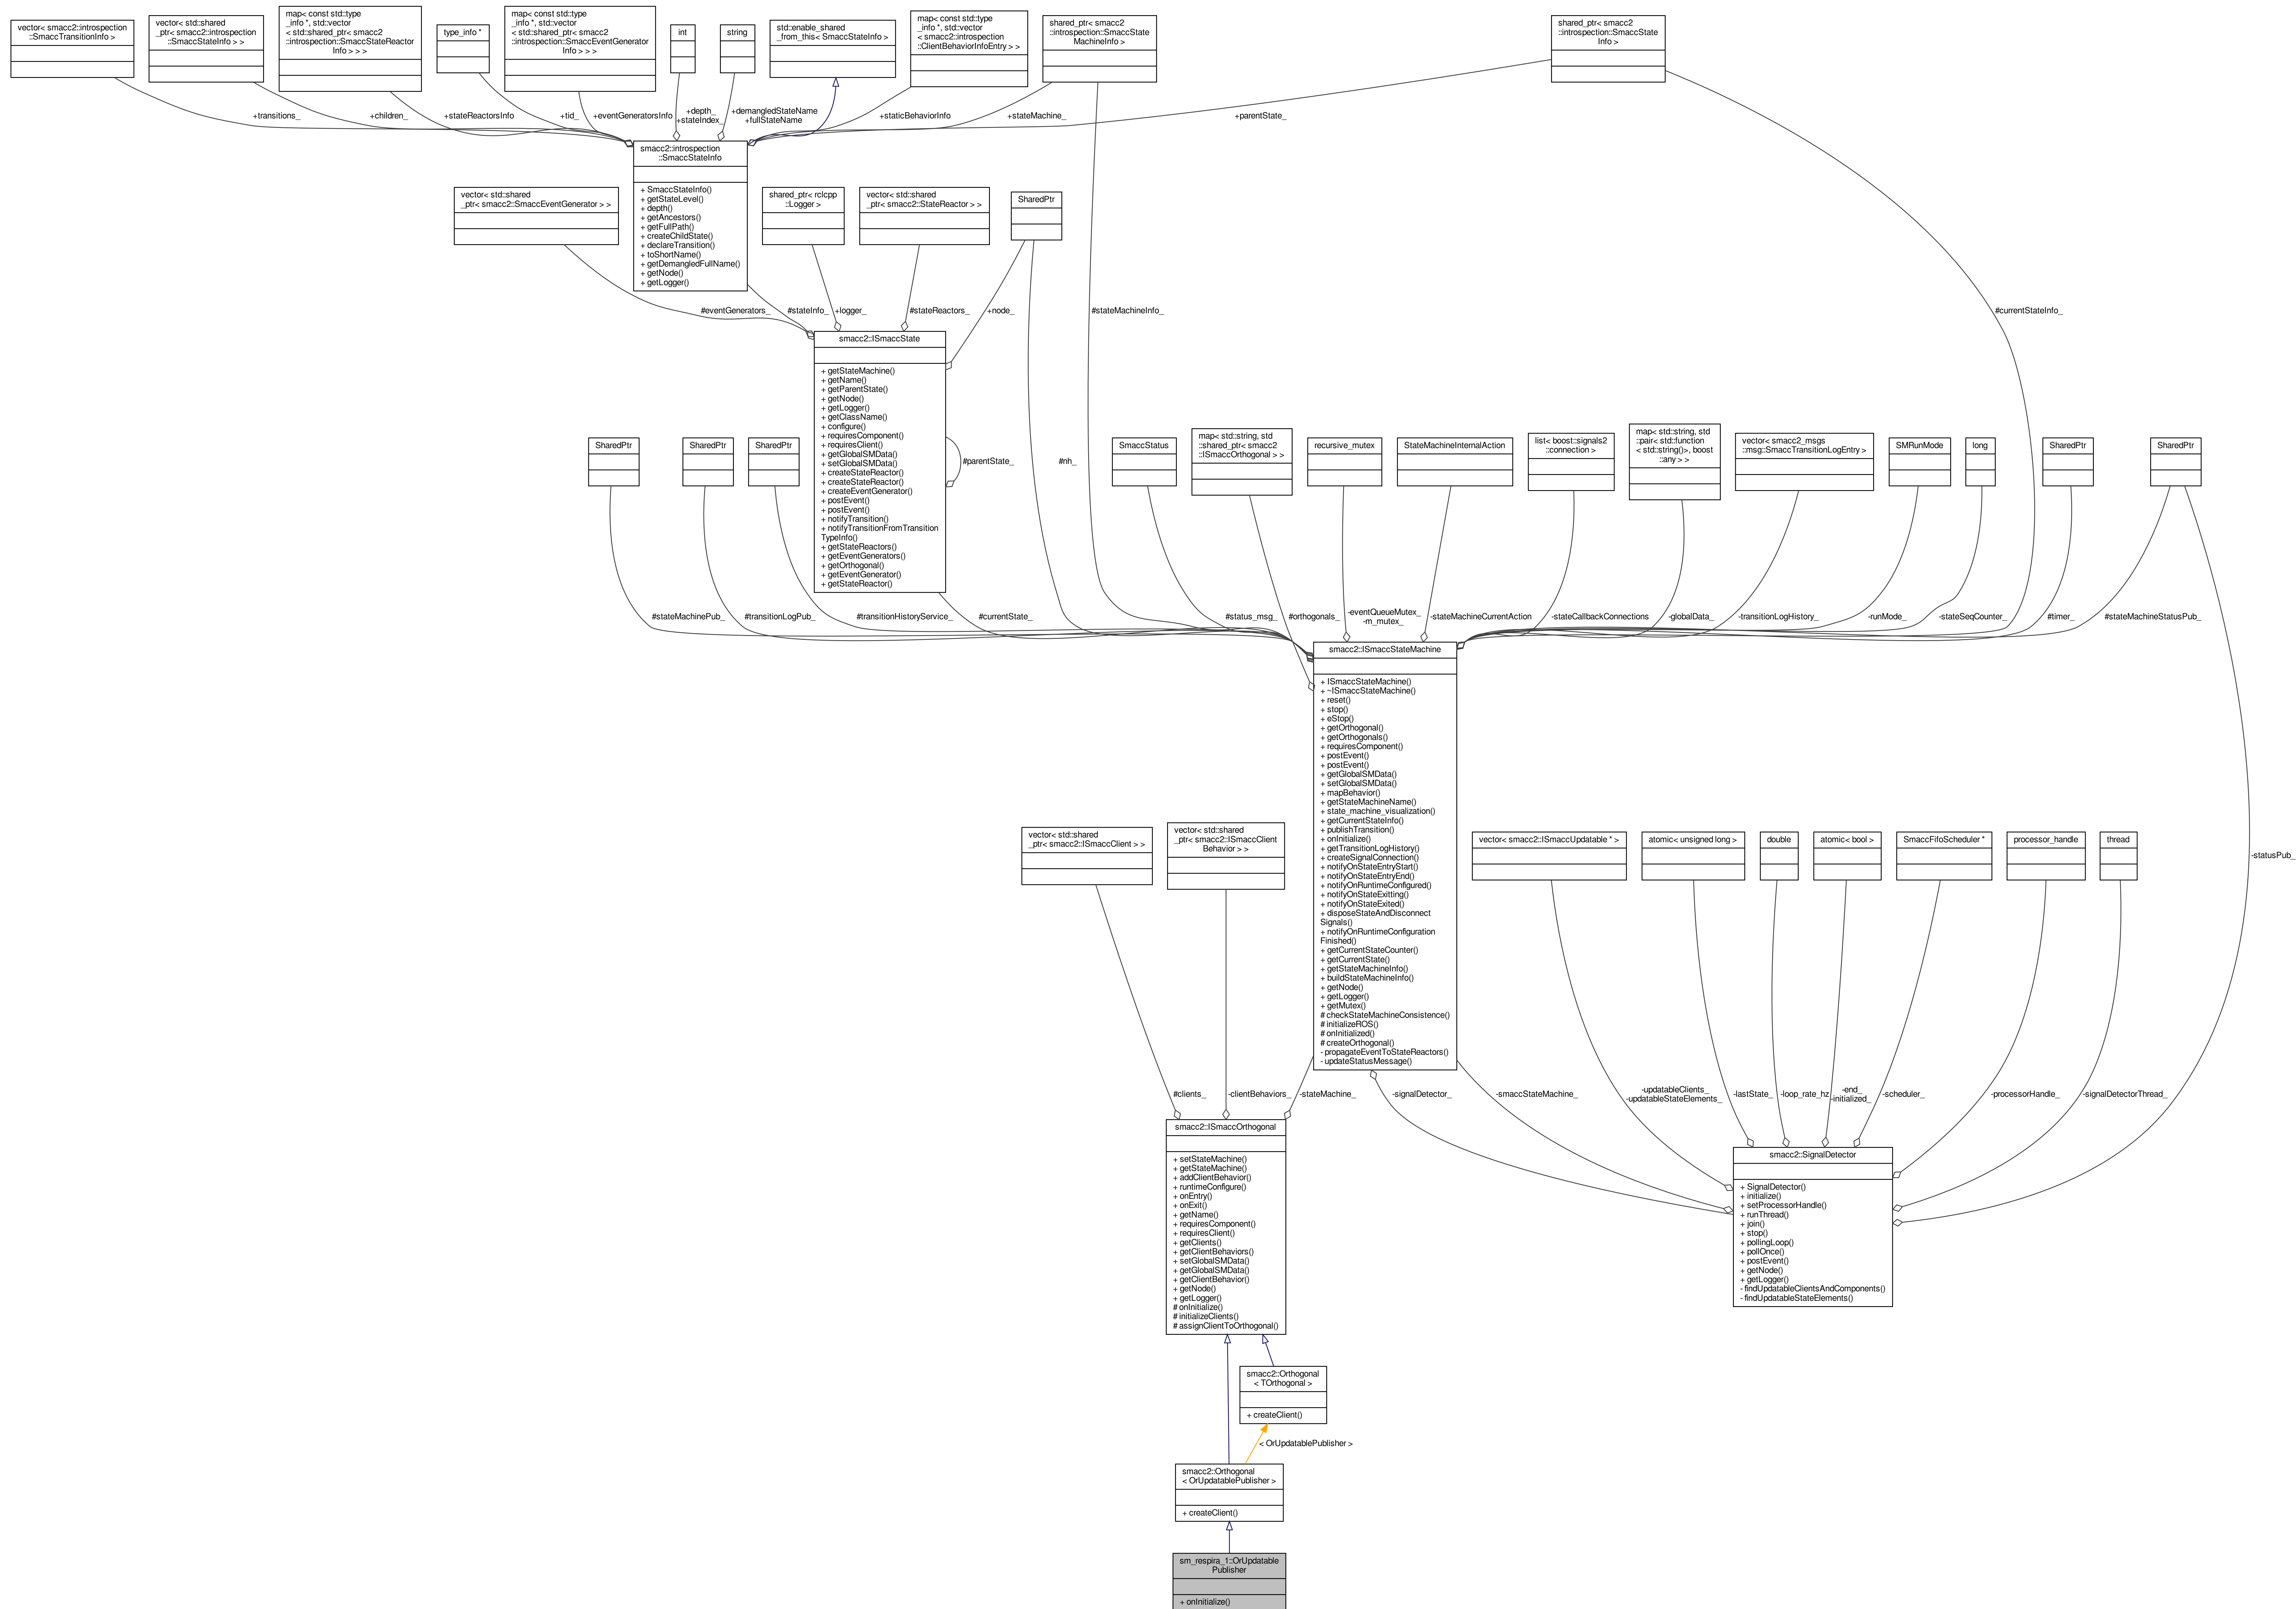 vector< smacc2::introspection
::SmaccTransitionInfo >
vector< std::shared
_ptr< smacc2::introspection
::SmaccStateInfo > >
map< const std::type
_info *, std::vector
< std::shared_ptr< smacc2
::introspection::SmaccStateReactor
Info > > >
type_info *
map< const std::type
_info *, std::vector
< std::shared_ptr< smacc2
::introspection::SmaccEventGenerator
Info > > >
int
string
std::enable_shared
_from_this< SmaccStateInfo >
map< const std::type
_info *, std::vector
< smacc2::introspection
::ClientBehaviorInfoEntry > >
shared_ptr< smacc2
::introspection::SmaccState
MachineInfo >
shared_ptr< smacc2
::introspection::SmaccState
Info >
+transitions_
+children_
+stateReactorsInfo
+tid_
+eventGeneratorsInfo
+depth_
+stateIndex_
+demangledStateName
+fullStateName
+staticBehaviorInfo
+stateMachine_
+parentState_
smacc2::introspection
::SmaccStateInfo
+ SmaccStateInfo()
+ getStateLevel()
+ depth()
+ getAncestors()
+ getFullPath()
+ createChildState()
+ declareTransition()
+ toShortName()
+ getDemangledFullName()
+ getNode()
+ getLogger()
vector< std::shared
_ptr< smacc2::SmaccEventGenerator > >
shared_ptr< rclcpp
::Logger >
vector< std::shared
_ptr< smacc2::StateReactor > >
SharedPtr
#eventGenerators_
#stateInfo_
+logger_
#stateReactors_
+node_
#stateMachineInfo_
#currentStateInfo_
smacc2::ISmaccState
+ getStateMachine()
+ getName()
+ getParentState()
+ getNode()
+ getLogger()
+ getClassName()
+ configure()
+ requiresComponent()
+ requiresClient()
+ getGlobalSMData()
+ setGlobalSMData()
+ createStateReactor()
+ createStateReactor()
+ createEventGenerator()
+ postEvent()
+ postEvent()
+ notifyTransition()
+ notifyTransitionFromTransition
TypeInfo()
+ getStateReactors()
+ getEventGenerators()
+ getOrthogonal()
+ getEventGenerator()
+ getStateReactor()
#parentState_
#nh_
SharedPtr
SharedPtr
SharedPtr
SmaccStatus
map< std::string, std
::shared_ptr< smacc2
::ISmaccOrthogonal > >
recursive_mutex
StateMachineInternalAction
list< boost::signals2
::connection >
map< std::string, std
::pair< std::function
< std::string()>, boost
::any > >
vector< smacc2_msgs
::msg::SmaccTransitionLogEntry >
SMRunMode
long
SharedPtr
SharedPtr
#stateMachinePub_
#transitionLogPub_
#transitionHistoryService_
#currentState_
#status_msg_
#orthogonals_
-eventQueueMutex_
-m_mutex_
-stateMachineCurrentAction
-stateCallbackConnections
-globalData_
-transitionLogHistory_
-runMode_
-stateSeqCounter_
#timer_
#stateMachineStatusPub_
smacc2::ISmaccStateMachine
+ ISmaccStateMachine()
+ ~ISmaccStateMachine()
+ reset()
+ stop()
+ eStop()
+ getOrthogonal()
+ getOrthogonals()
+ requiresComponent()
+ postEvent()
+ postEvent()
+ getGlobalSMData()
+ setGlobalSMData()
+ mapBehavior()
+ getStateMachineName()
+ state_machine_visualization()
+ getCurrentStateInfo()
+ publishTransition()
+ onInitialize()
+ getTransitionLogHistory()
+ createSignalConnection()
+ notifyOnStateEntryStart()
+ notifyOnStateEntryEnd()
+ notifyOnRuntimeConfigured()
+ notifyOnStateExitting()
+ notifyOnStateExited()
+ disposeStateAndDisconnect
Signals()
+ notifyOnRuntimeConfiguration
Finished()
+ getCurrentStateCounter()
+ getCurrentState()
+ getStateMachineInfo()
+ buildStateMachineInfo()
+ getNode()
+ getLogger()
+ getMutex()
# checkStateMachineConsistence()
# initializeROS()
# onInitialized()
# createOrthogonal()
- propagateEventToStateReactors()
- updateStatusMessage()
vector< std::shared
_ptr< smacc2::ISmaccClient > >
vector< std::shared
_ptr< smacc2::ISmaccClient
Behavior > >
vector< smacc2::ISmaccUpdatable * >
atomic< unsigned long >
double
atomic< bool >
SmaccFifoScheduler *
processor_handle
thread
-statusPub_
#clients_
-clientBehaviors_
-stateMachine_
-signalDetector_
-smaccStateMachine_
-updatableClients_
-updatableStateElements_
-lastState_
-loop_rate_hz
-end_
-initialized_
-scheduler_
-processorHandle_
-signalDetectorThread_
smacc2::ISmaccOrthogonal
+ setStateMachine()
+ getStateMachine()
+ addClientBehavior()
+ runtimeConfigure()
+ onEntry()
+ onExit()
+ getName()
+ requiresComponent()
+ requiresClient()
+ getClients()
+ getClientBehaviors()
+ setGlobalSMData()
+ getGlobalSMData()
+ getClientBehavior()
+ getNode()
+ getLogger()
# onInitialize()
# initializeClients()
# assignClientToOrthogonal()
smacc2::SignalDetector
+ SignalDetector()
+ initialize()
+ setProcessorHandle()
+ runThread()
+ join()
+ stop()
+ pollingLoop()
+ pollOnce()
+ postEvent()
+ getNode()
+ getLogger()
- findUpdatableClientsAndComponents()
- findUpdatableStateElements()
smacc2::Orthogonal
< TOrthogonal >
+ createClient()
< OrUpdatablePublisher >
smacc2::Orthogonal
< OrUpdatablePublisher >
+ createClient()
sm_respira_1::OrUpdatable
Publisher
+ onInitialize()